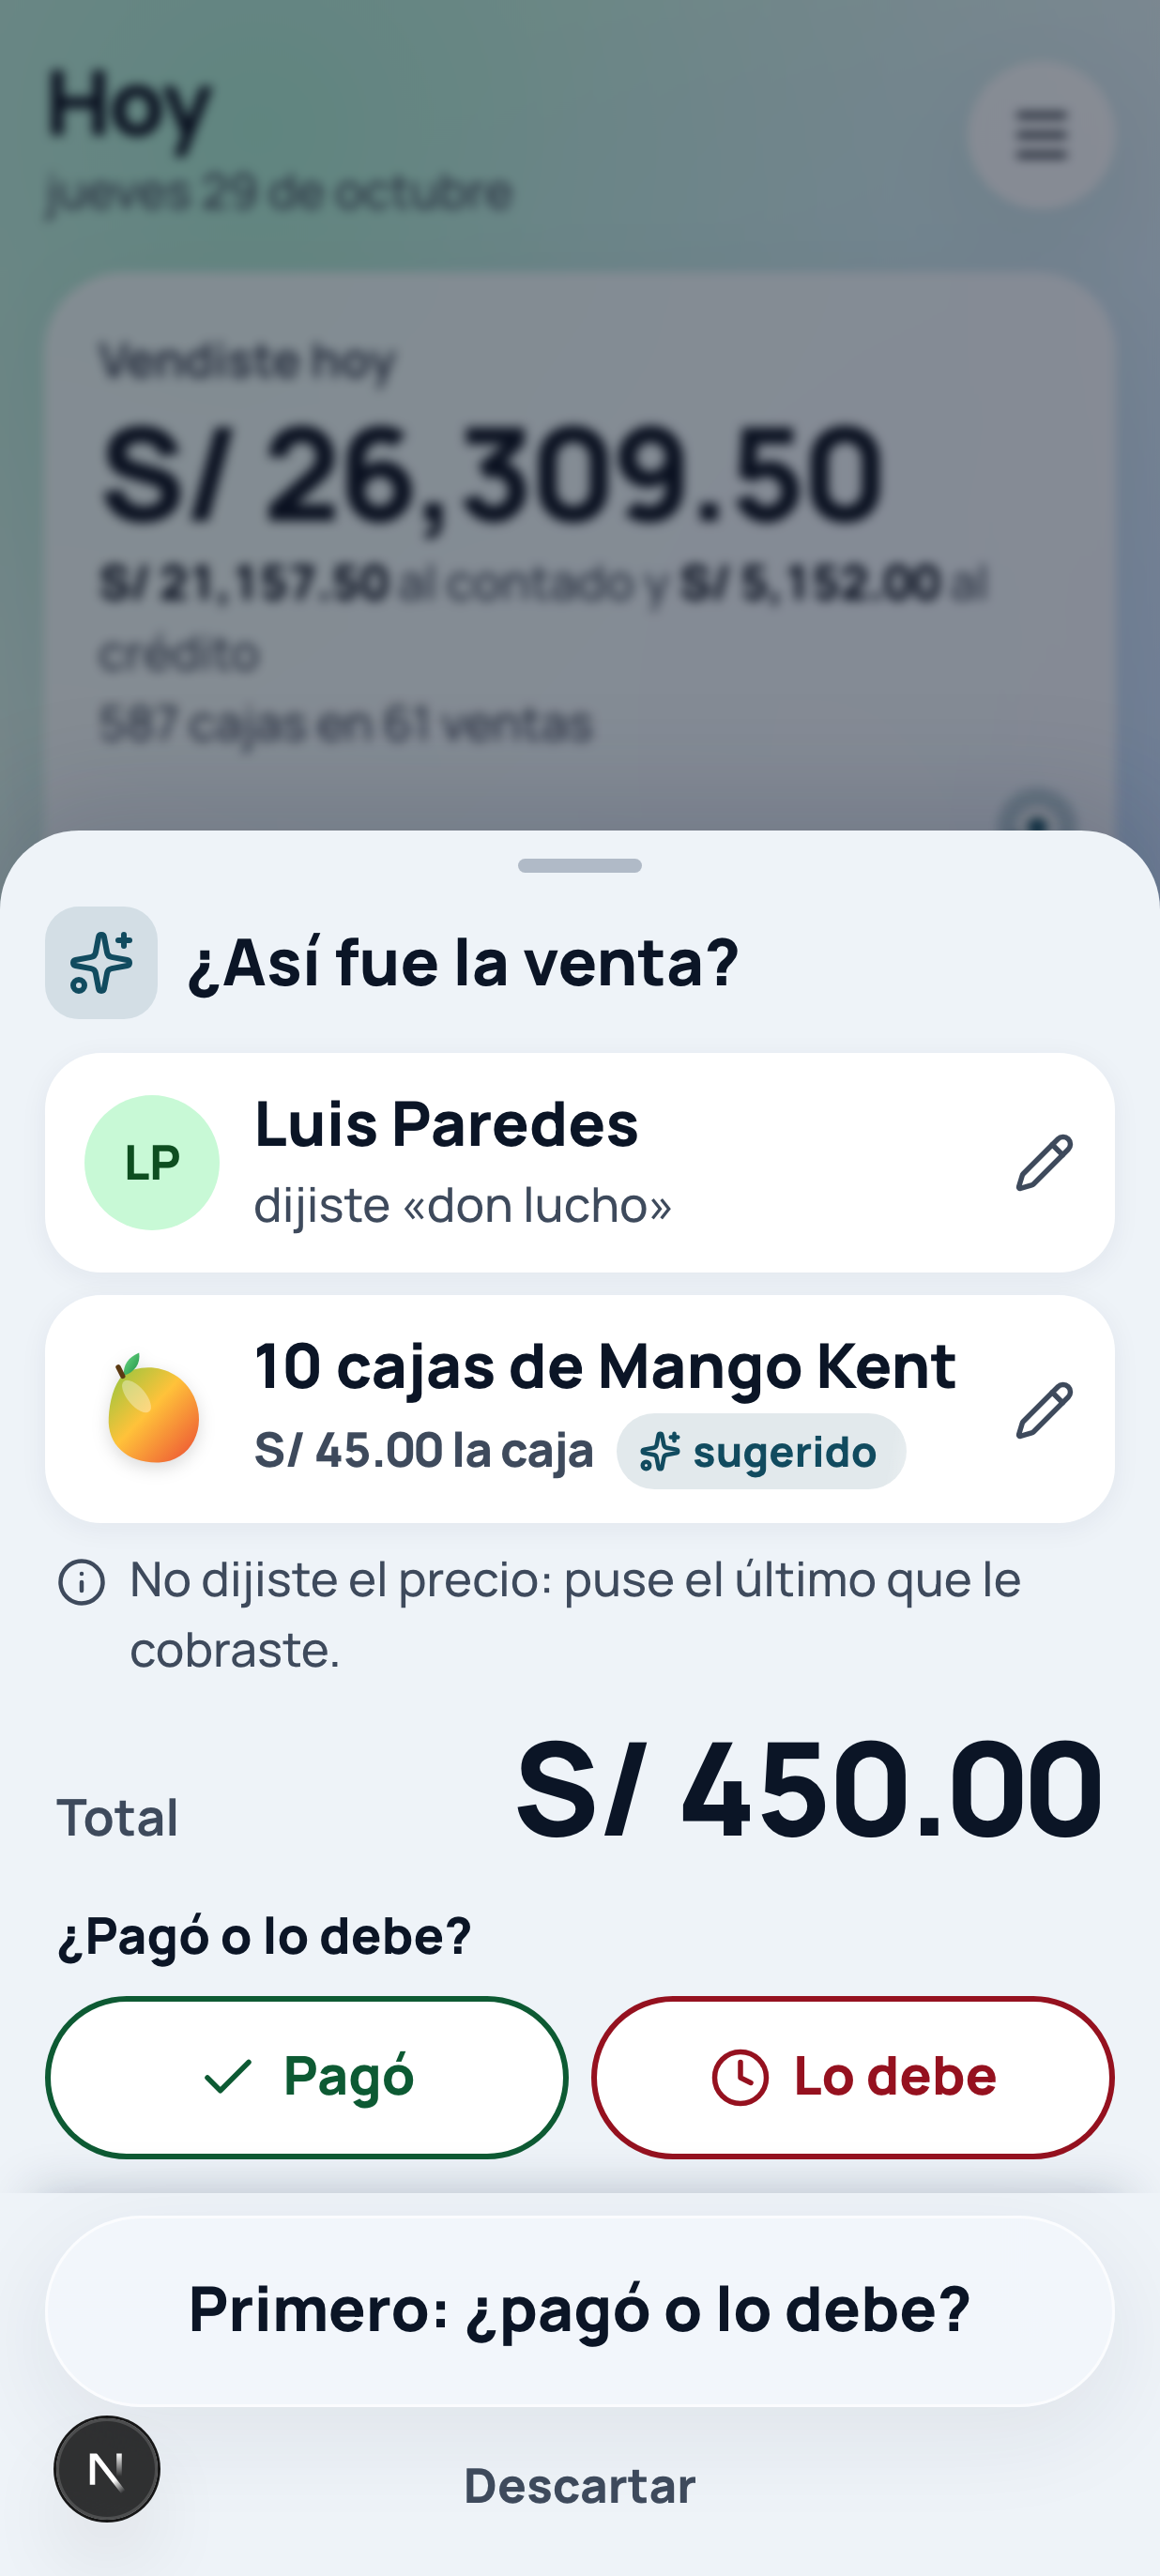 Hoy
jueves 29 de octubre
Vendiste hoy
S/ 26,309.50
S/ 21,157.50 al contado y S/ 5,152.00 al
crédito
587 cajas en 61 ventas
¿Así fue la venta?
LP
Luis Paredes
dijiste «don lucho»
10 cajas de Mango Kent
S/ 45.00 la caja
sugerido
No dijiste el precio: puse el último que le
cobraste.
Total
S/ 450.00
¿Pagó o lo debe?
Pagó
Lo debe
Primero: ¿pagó o lo debe?
N
Descartar